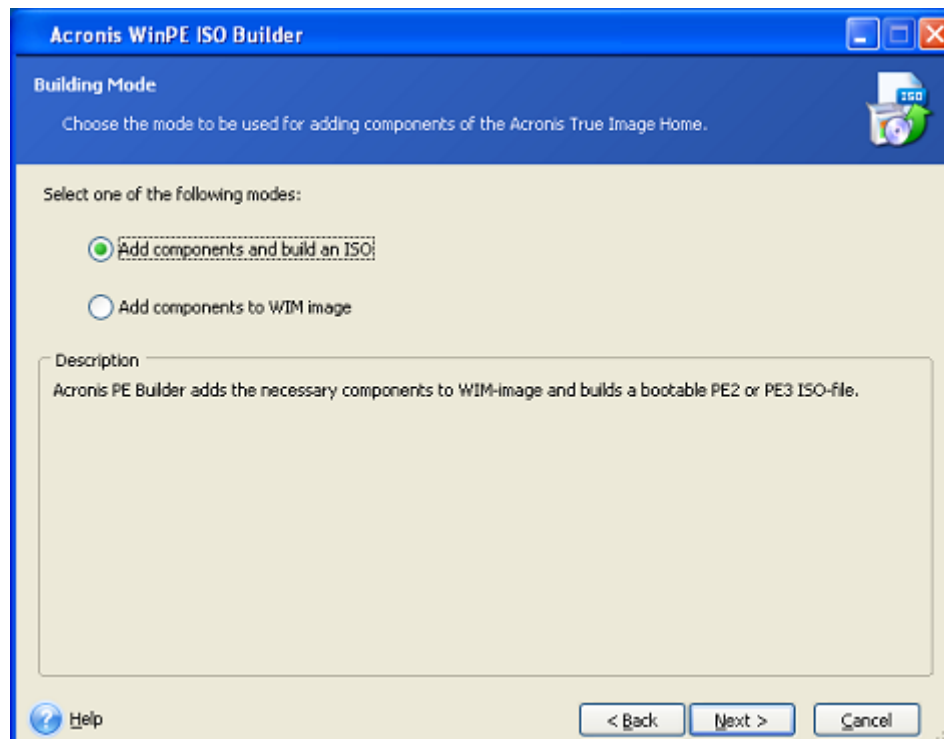 Acronis WinPE ISO Builder
Building Mode
Choose the mode to be used for adding components of the Acronis True Image Home.
ISO
Select one of the following modes:
Add components and build an ISO
Add components to WIM image
Description
Acronis PE Builder adds the necessary components to WIM-image and builds a bootable PE2 or PE3 ISO-file.
? Help
< Back
Next >
Cancel